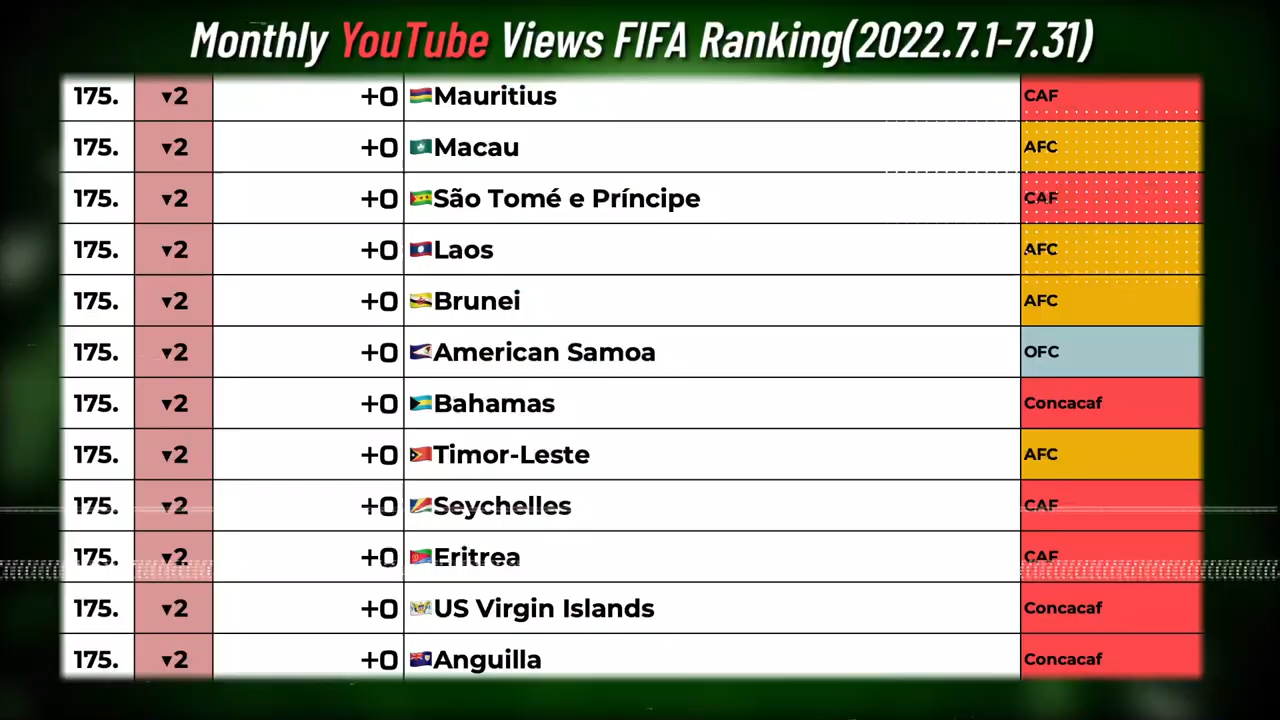 Monthly YouTube Views FIFA Ranking(2022.7.1-7.31)
175. ▼2 +0 Mauritius CAF
175. ▼2 +0 Macau AFC
175. ▼2 +0 São Tomé e Príncipe CAF
175. ▼2 +0 Laos AFC
175. ▼2 +0 Brunei AFC
175. ▼2 +0 American Samoa OFC
175. ▼2 +0 Bahamas Concacaf
175. ▼2 +0 Timor-Leste AFC
175. ▼2 +0 Seychelles CAF
175. ▼2 +0 Eritrea CAF
175. ▼2 +0 US Virgin Islands Concacaf
175. ▼2 +0 Anguilla Concacaf